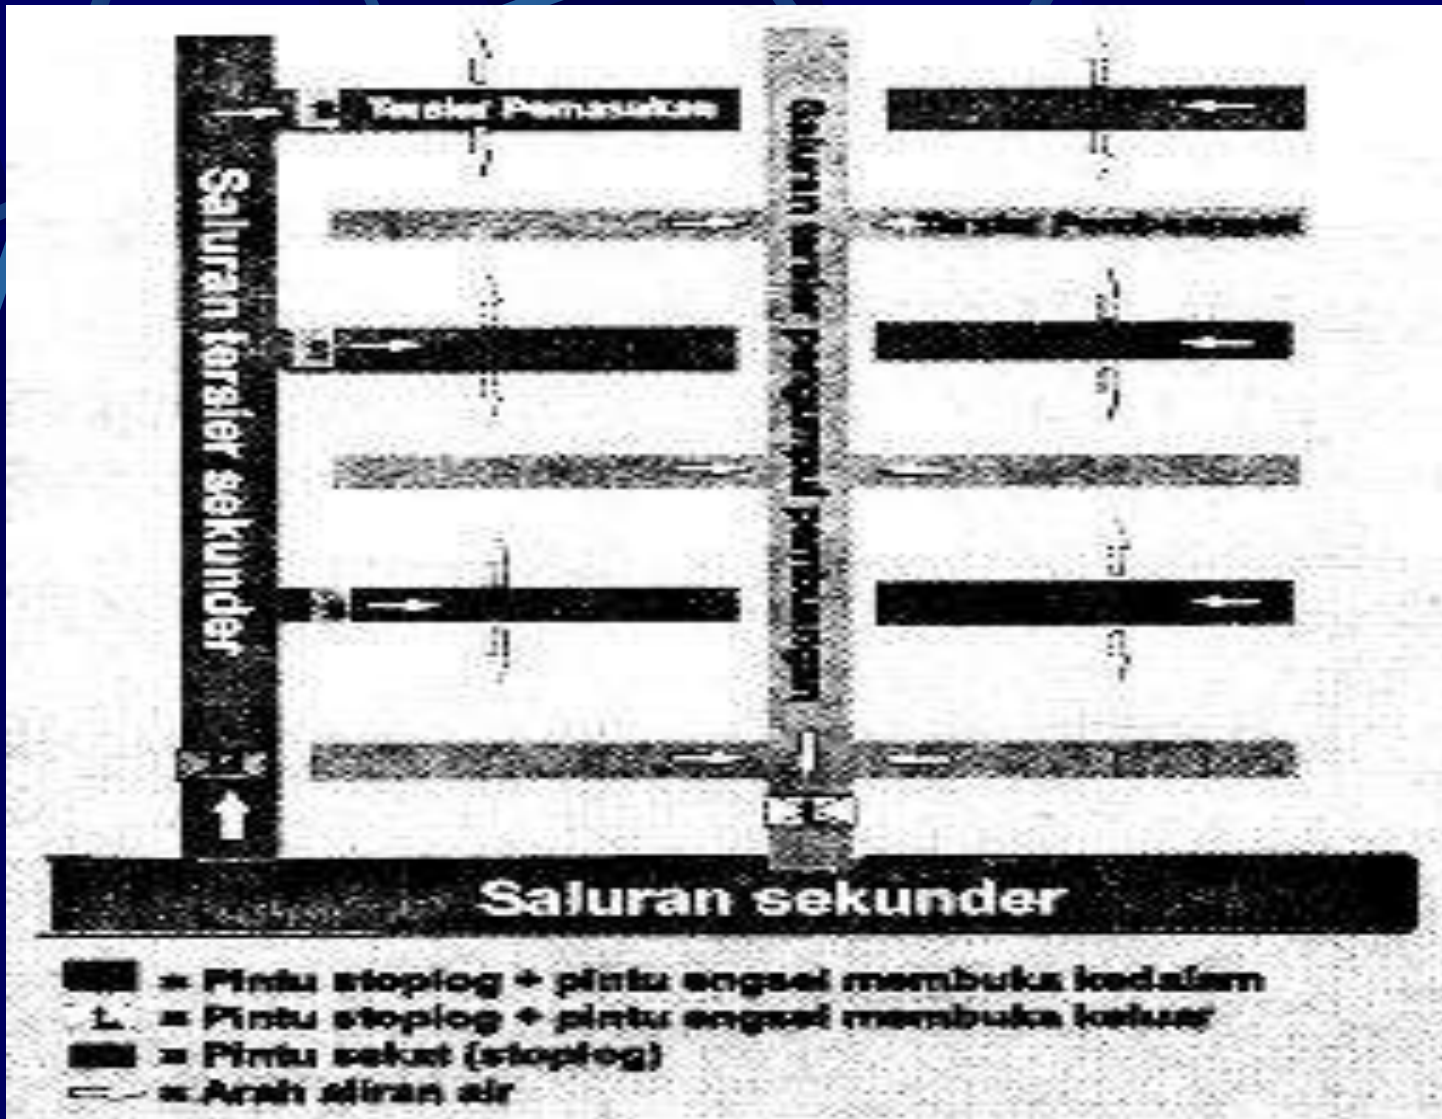 Tersier Pemasukan
Saluran tersier sekunder
Saluran tersier pengumpul pembuangan
Tersier Pembuangan
Saluran sekunder
= Pintu stoplog + pintu engsel membuka kedalam
= Pintu stoplog + pintu engsel membuka keluar
= Pintu sekat (stoplog)
= Arah aliran air